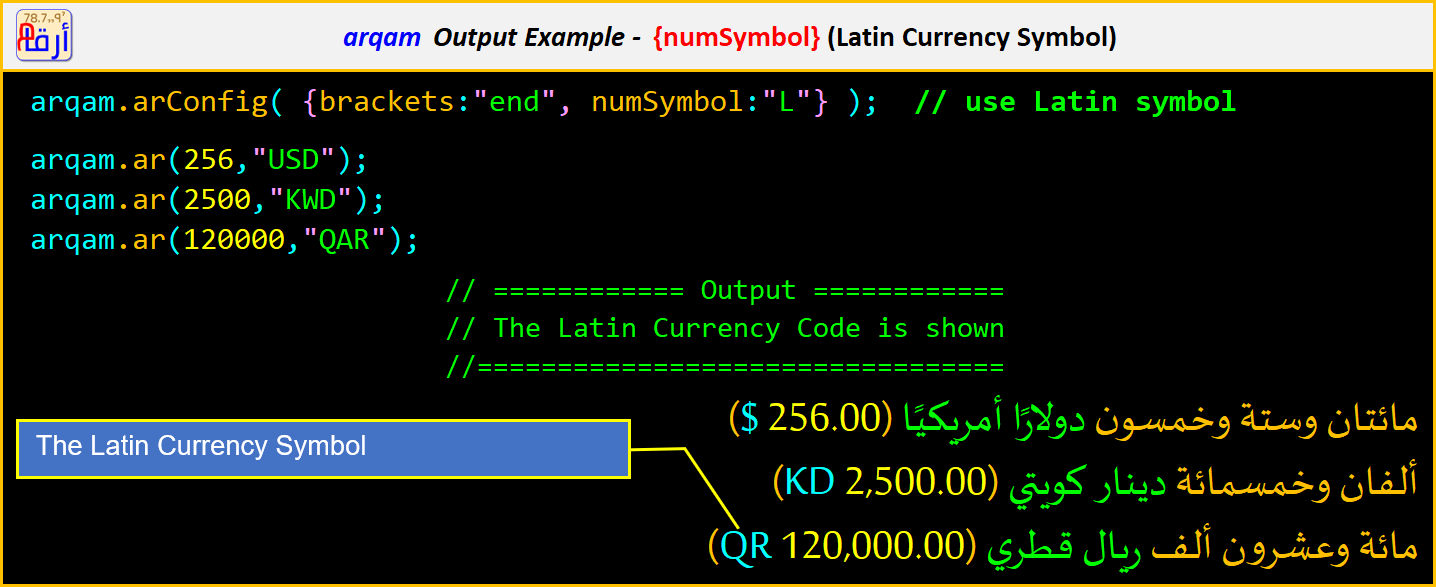 78.7,,9'
أرقام
arqam Output Example - {numSymbol} (Latin Currency Symbol)
arqam.arConfig( {brackets:"end", numSymbol:"L"} ); // use Latin symbol
arqam.ar(256,"USD");
arqam.ar(2500,"KWD");
arqam.ar(120000,"QAR");
// ============ Output ============
// The Latin Currency Code is shown
//=================================
مائتان وستة وخمسون دولارًا أمريكيًا (256.00 $)
The Latin Currency Symbol
ألفان وخمسمائة دينار كويتي (2,500.00 KD)
مائة وعشرون ألف ريال قطري (120,000.00 QR)